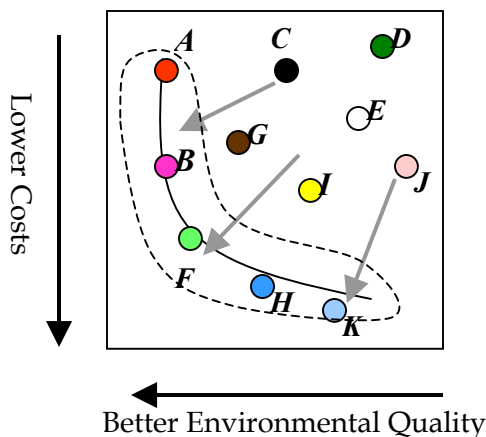 A
C
D
E
G
B
I
J
F
H
K
Lower Costs
Better Environmental Quality